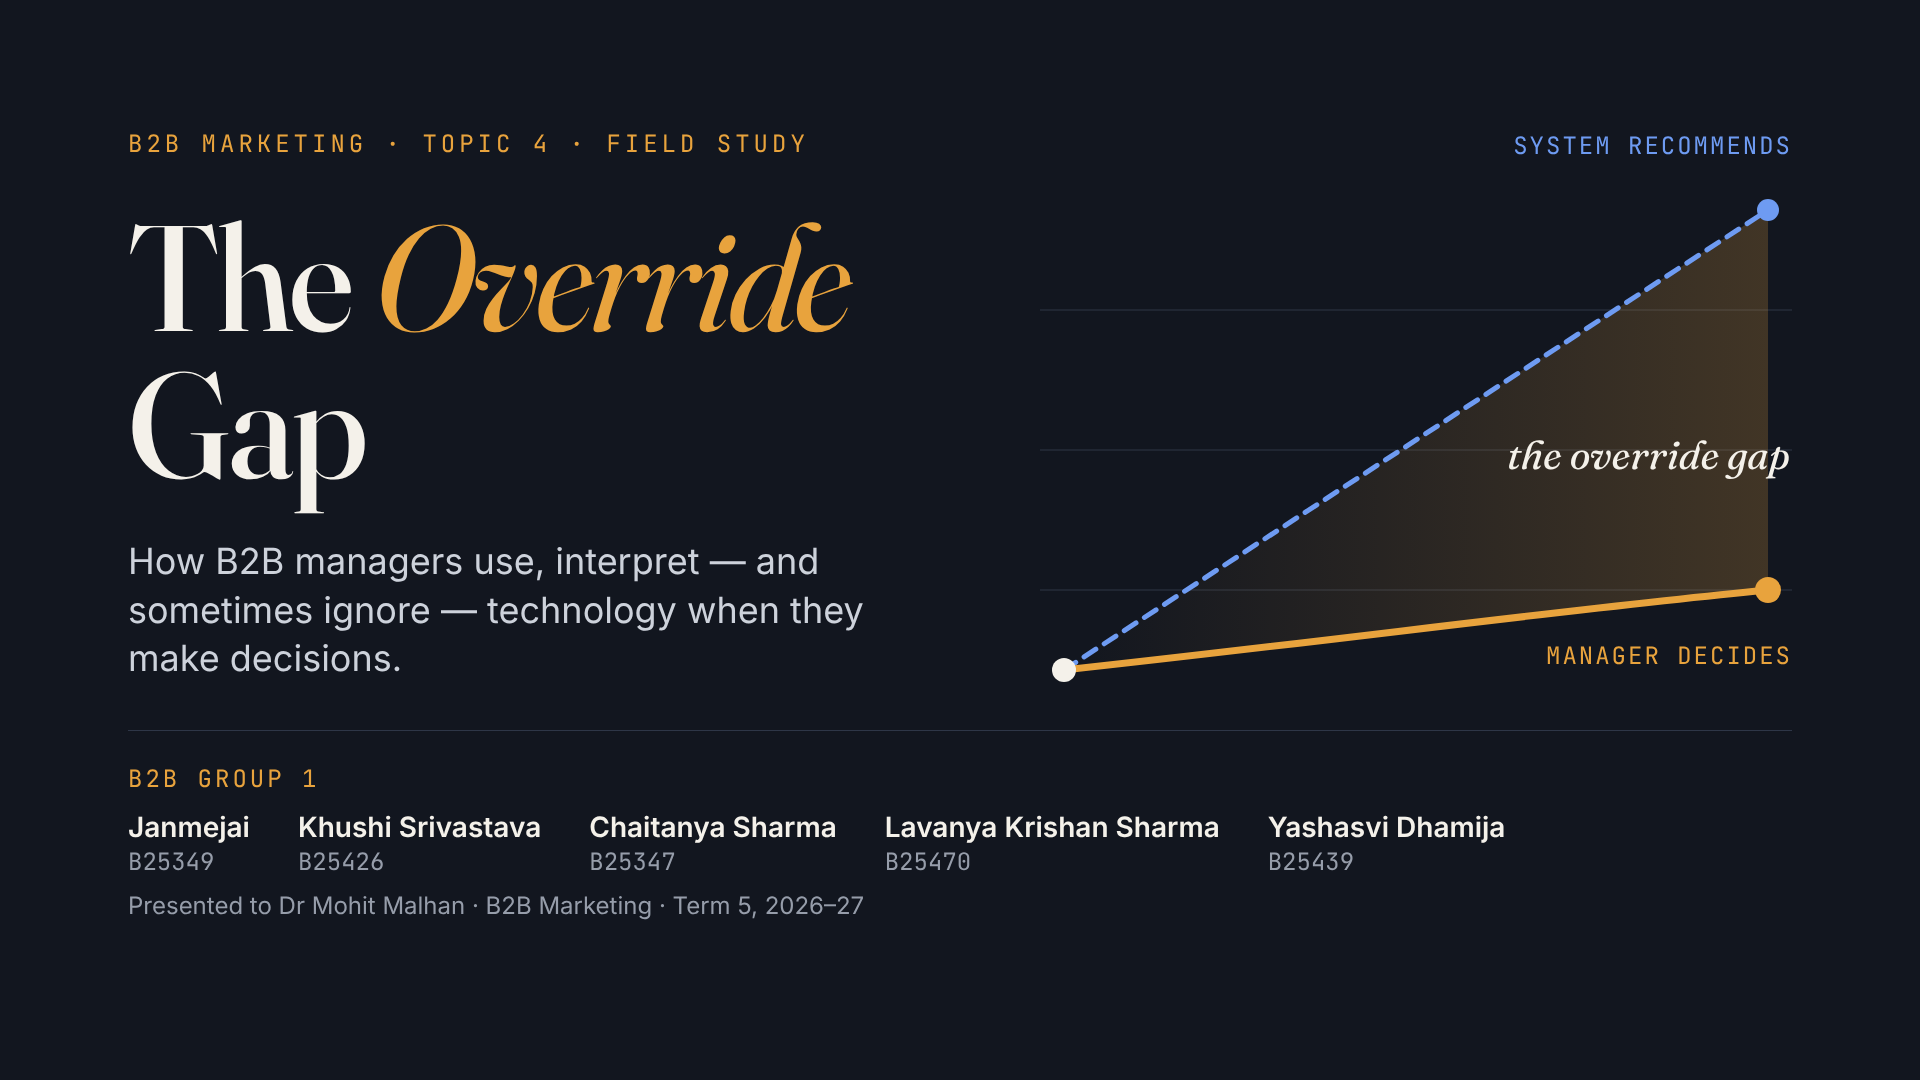 B2B MARKETING · TOPIC 4 · FIELD STUDY
The Override
Gap
How B2B managers use, interpret — and
sometimes ignore — technology when they
make decisions.
SYSTEM RECOMMENDS
the override gap
MANAGER DECIDES
B2B GROUP 1
Janmejai Khushi Srivastava Chaitanya Sharma Lavanya Krishan Sharma Yashasvi Dhamija
B25349 B25426 B25347 B25470 B25439
Presented to Dr Mohit Malhan · B2B Marketing · Term 5, 2026–27